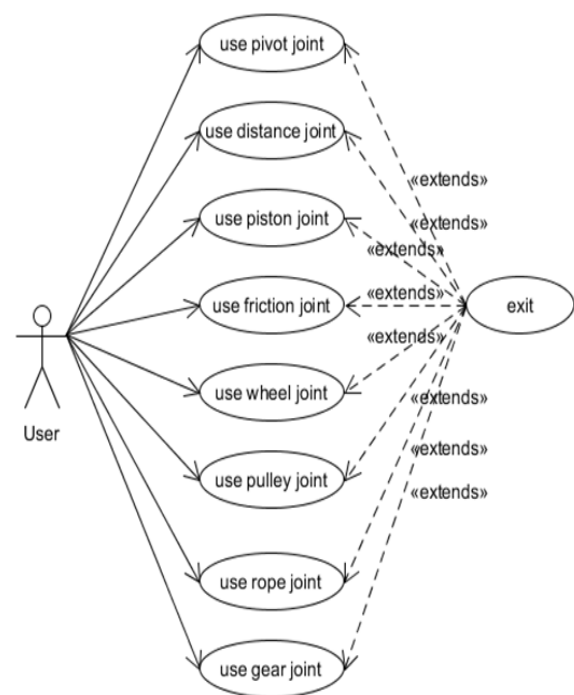 use pivot joint
use distance joint
«extends»
use piston joint
«extends»
«extends»
use friction joint
«extends»
exit
«extends»
use wheel joint
User
«extends»
use pulley joint
«extends»
«extends»
use rope joint
use gear joint